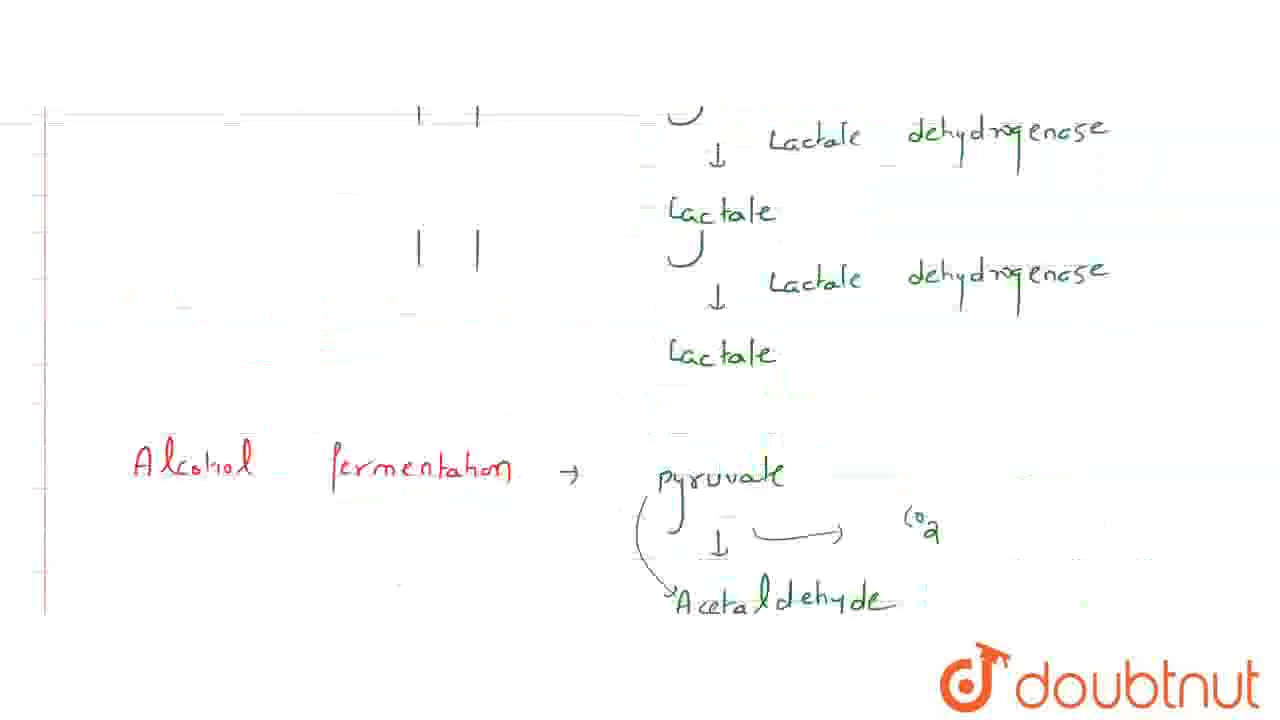 Lactate dehydrogenase
Lactate
Lactate dehydrogenase
Lactate
Alcohol fermentation → pyruvate
CO2
Acetaldehyde
doubtnut